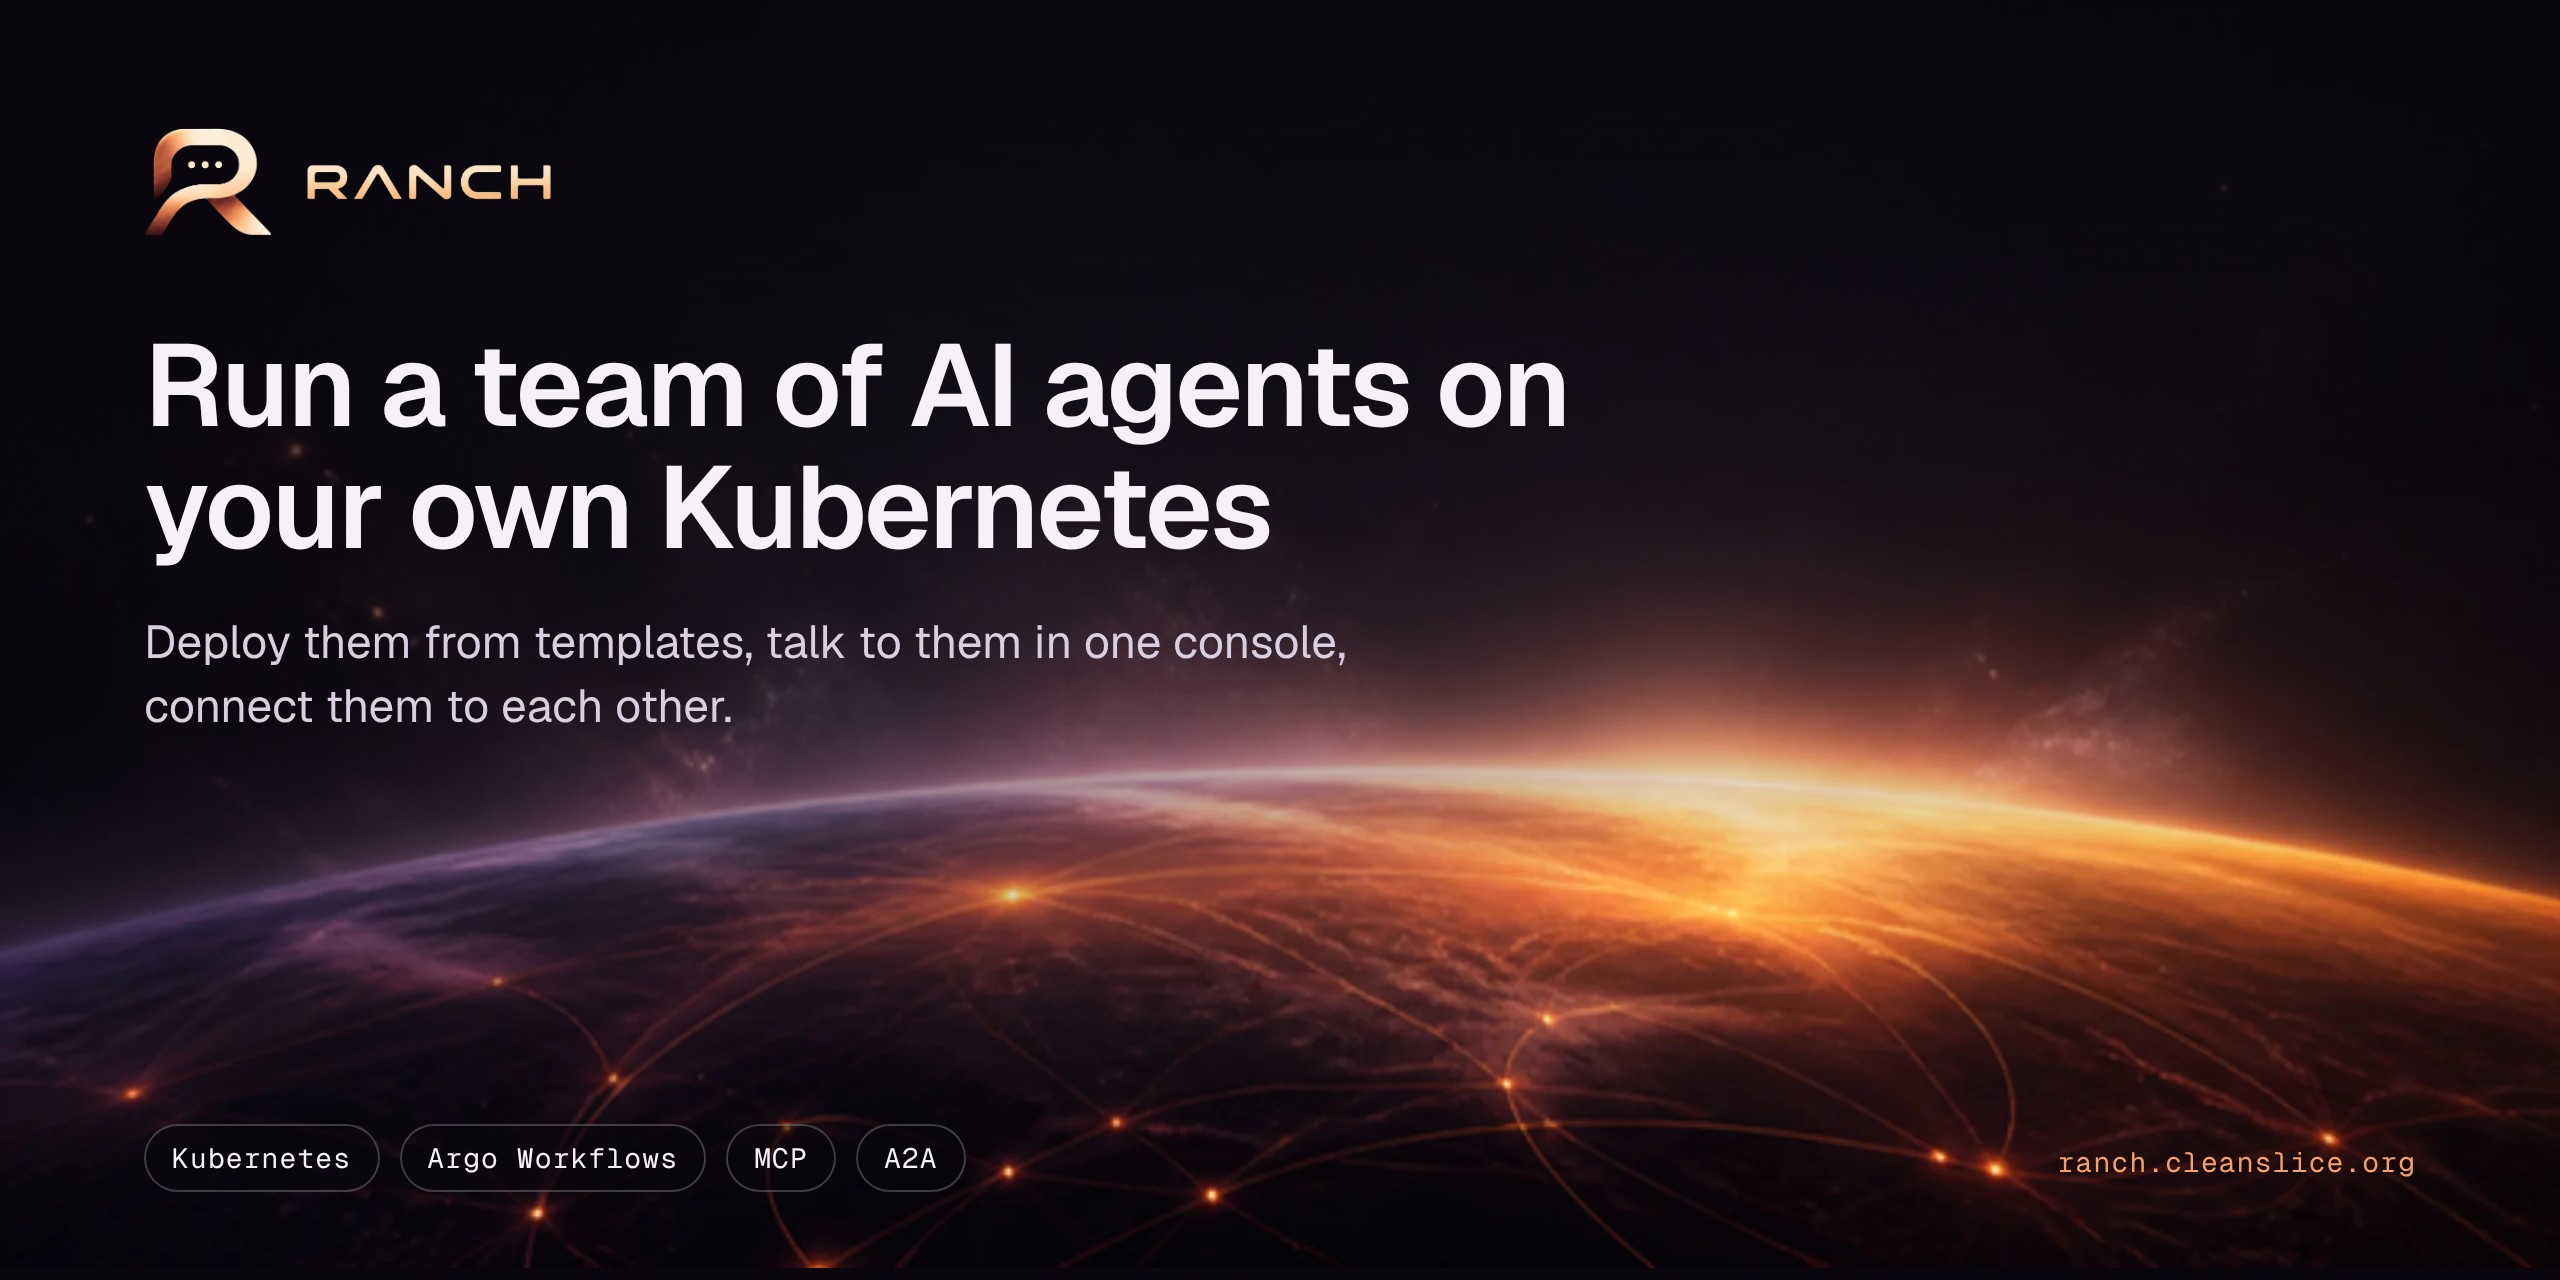 RANCH
Run a team of AI agents on
your own Kubernetes
Deploy them from templates, talk to them in one console,
connect them to each other.
Kubernetes
Argo Workflows
MCP
A2A
ranch.cleanslice.org